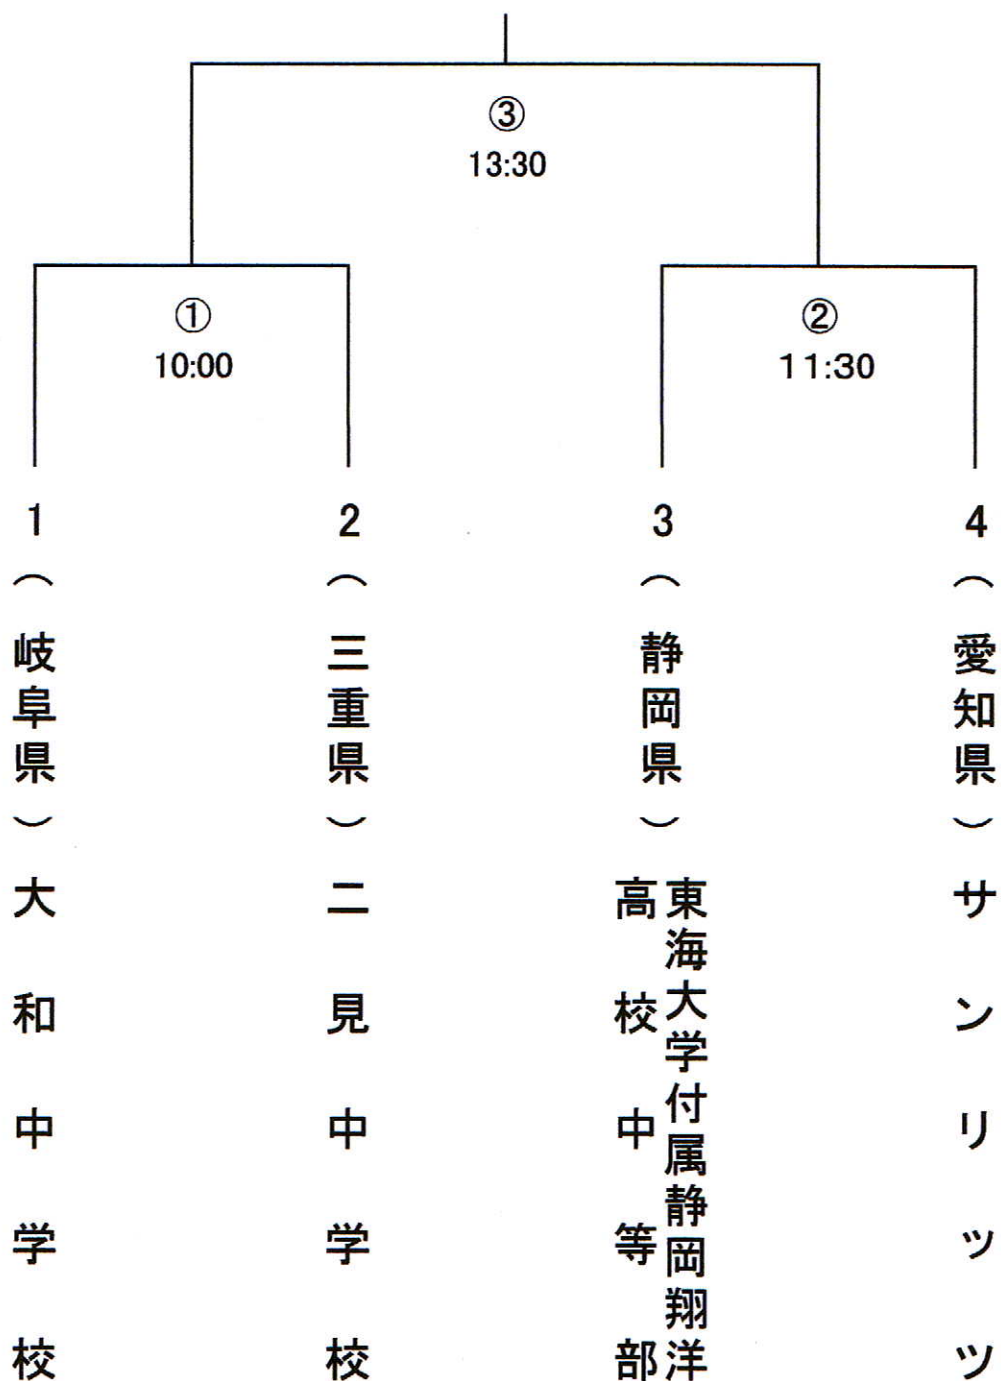 ③
13:30
①
10:00
②
11:30
1（岐阜県）大和中学校
2（三重県）二見中学校
3（静岡県）東海大学付属静岡翔洋
高校中等部
4（愛知県）サンリッツ